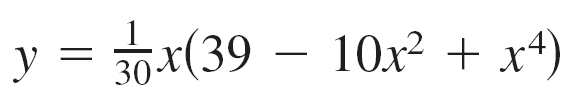 y = 1/30 x(39 − 10x² + x⁴)